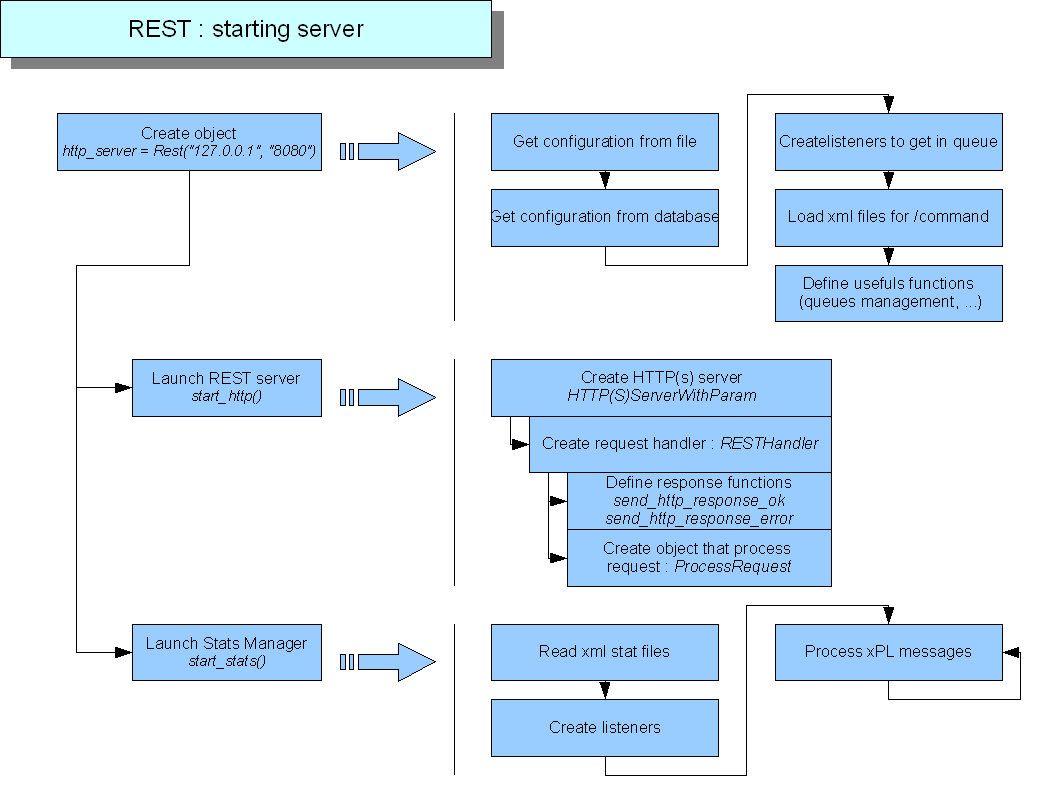 REST : starting server
Create object
http_server = Rest("127.0.0.1", "8080")
Get configuration from file
Get configuration from database
Createlisteners to get in queue
Load xml files for /command
Define usefuls functions
(queues management, ...)
Launch REST server
start_http()
Create HTTP(s) server
HTTP(S)ServerWithParam
Create request handler : RESTHandler
Define response functions
send_http_response_ok
send_http_response_error
Create object that process
request : ProcessRequest
Launch Stats Manager
start_stats()
Read xml stat files
Create listeners
Process xPL messages